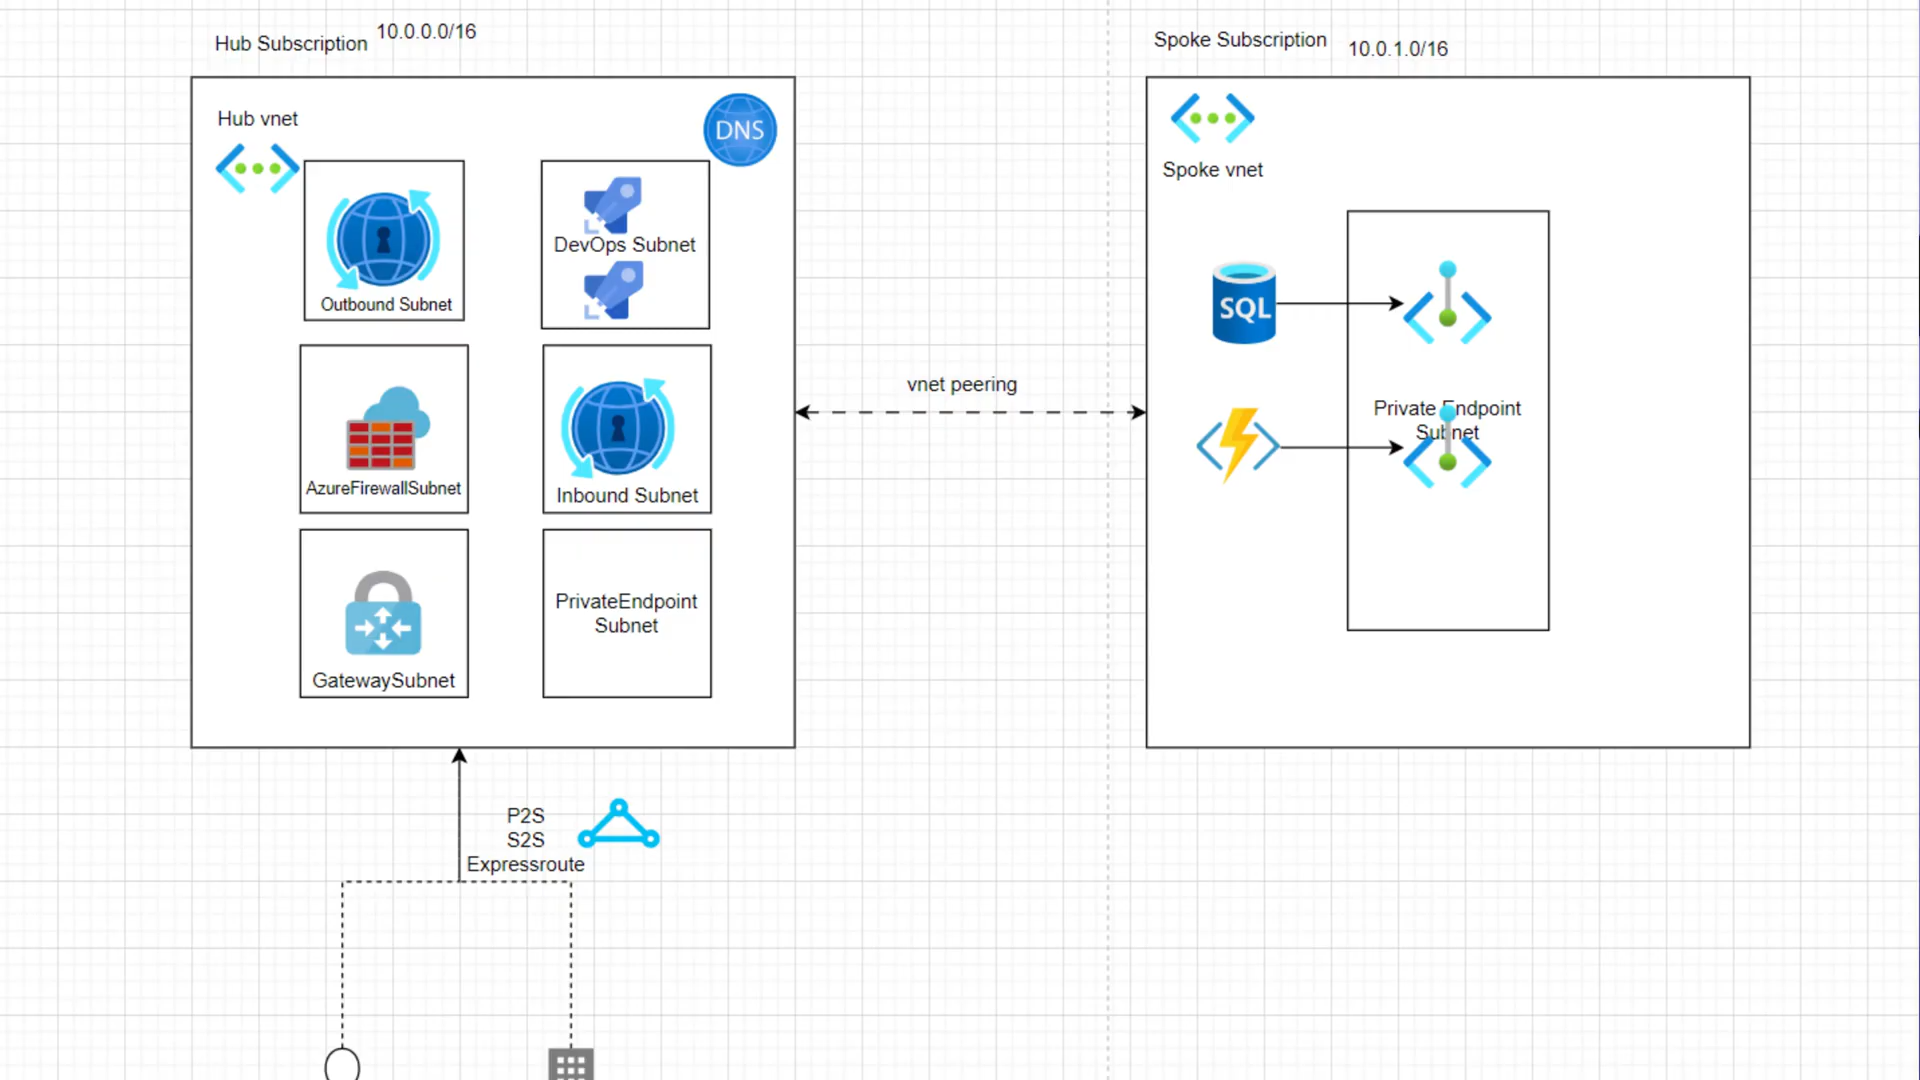 Hub Subscription
10.0.0.0/16
Spoke Subscription
10.0.1.0/16
Hub vnet
DNS
Outbound Subnet
DevOps Subnet
AzureFirewallSubnet
Inbound Subnet
GatewaySubnet
PrivateEndpoint
Subnet
vnet peering
Spoke vnet
SQL
Private Endpoint
Subnet
P2S
S2S
Expressroute